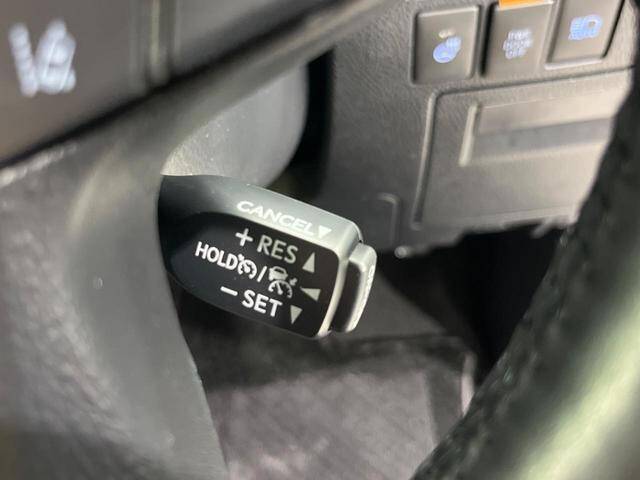 CANCEL▼
+ RES ▲
HOLD / ◀
− SET ▼